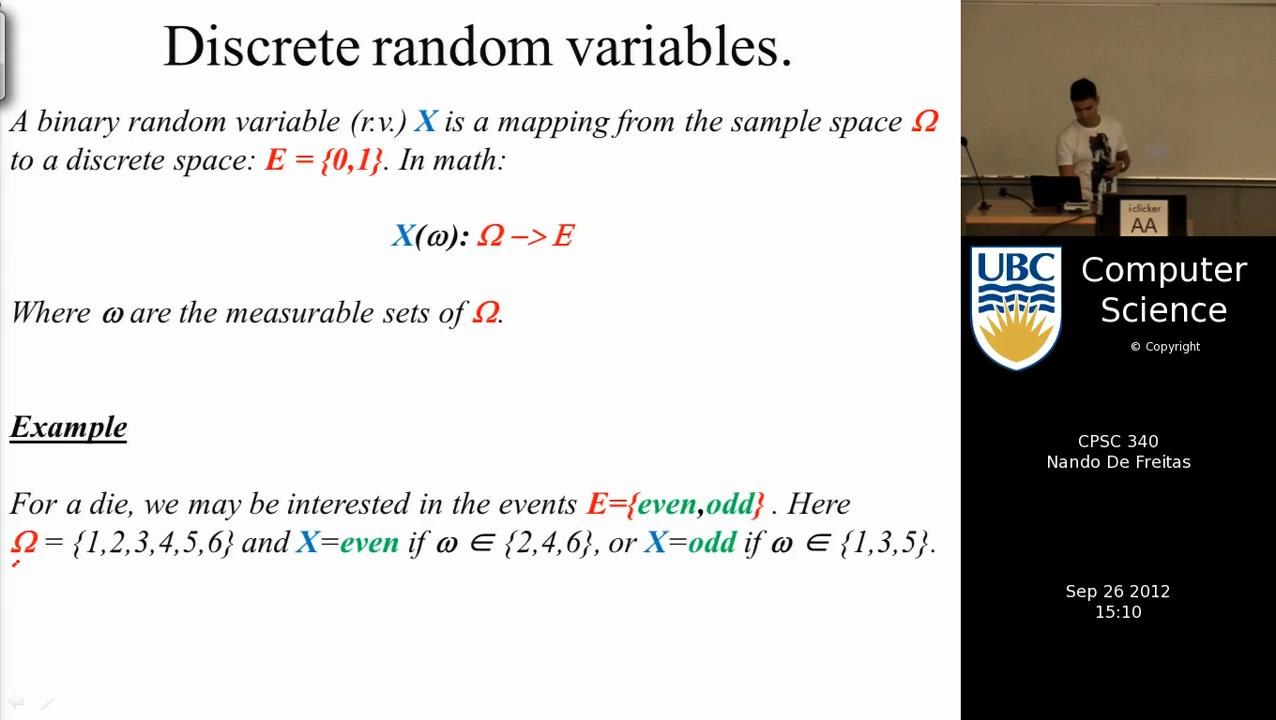 Discrete random variables.
A binary random variable (r.v.) X is a mapping from the sample space Ω
to a discrete space: E = {0,1}. In math:
X(ω): Ω –> E
Where ω are the measurable sets of Ω.
Example
For a die, we may be interested in the events E={even,odd} . Here
Ω = {1,2,3,4,5,6} and X=even if ω ∈ {2,4,6}, or X=odd if ω ∈ {1,3,5}.
i·clicker
AA
UBC
Computer
Science
© Copyright
CPSC 340
Nando De Freitas
Sep 26 2012
15:10